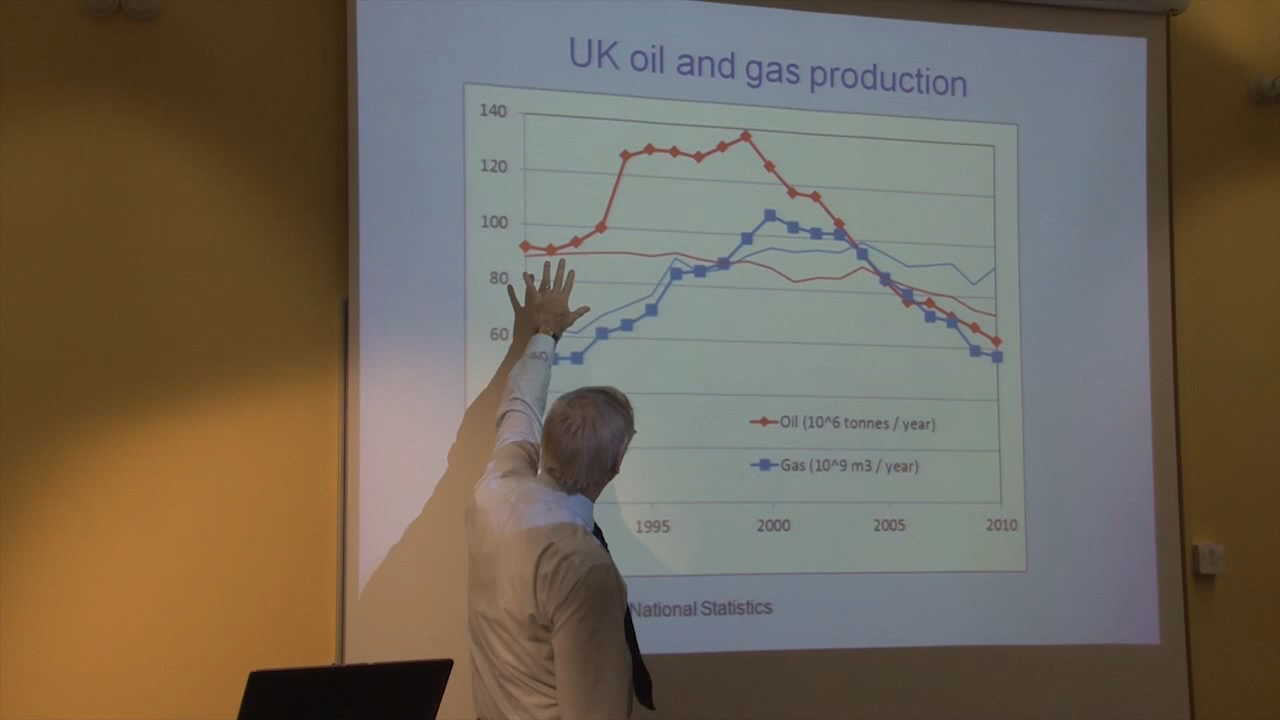 UK oil and gas production
140
120
100
80
60
40
Oil (10^6 tonnes / year)
Gas (10^9 m3 / year)
1995
2000
2005
2010
National Statistics